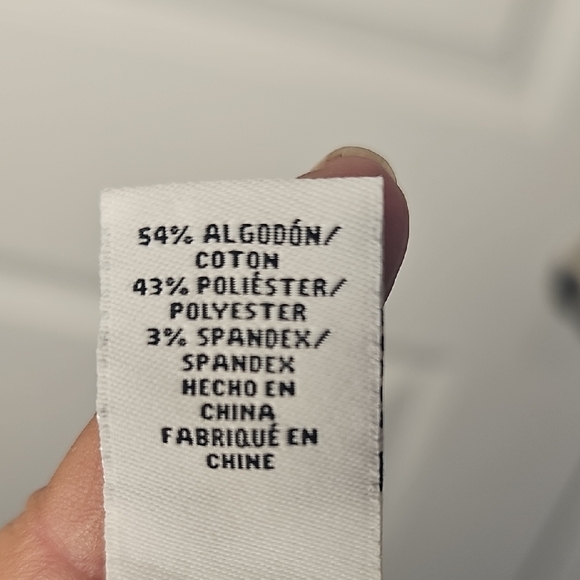 54% ALGODÓN/
COTON
43% POLIÉSTER/
POLYESTER
3% SPANDEX/
SPANDEX
HECHO EN
CHINA
FABRIQUÉ EN
CHINE